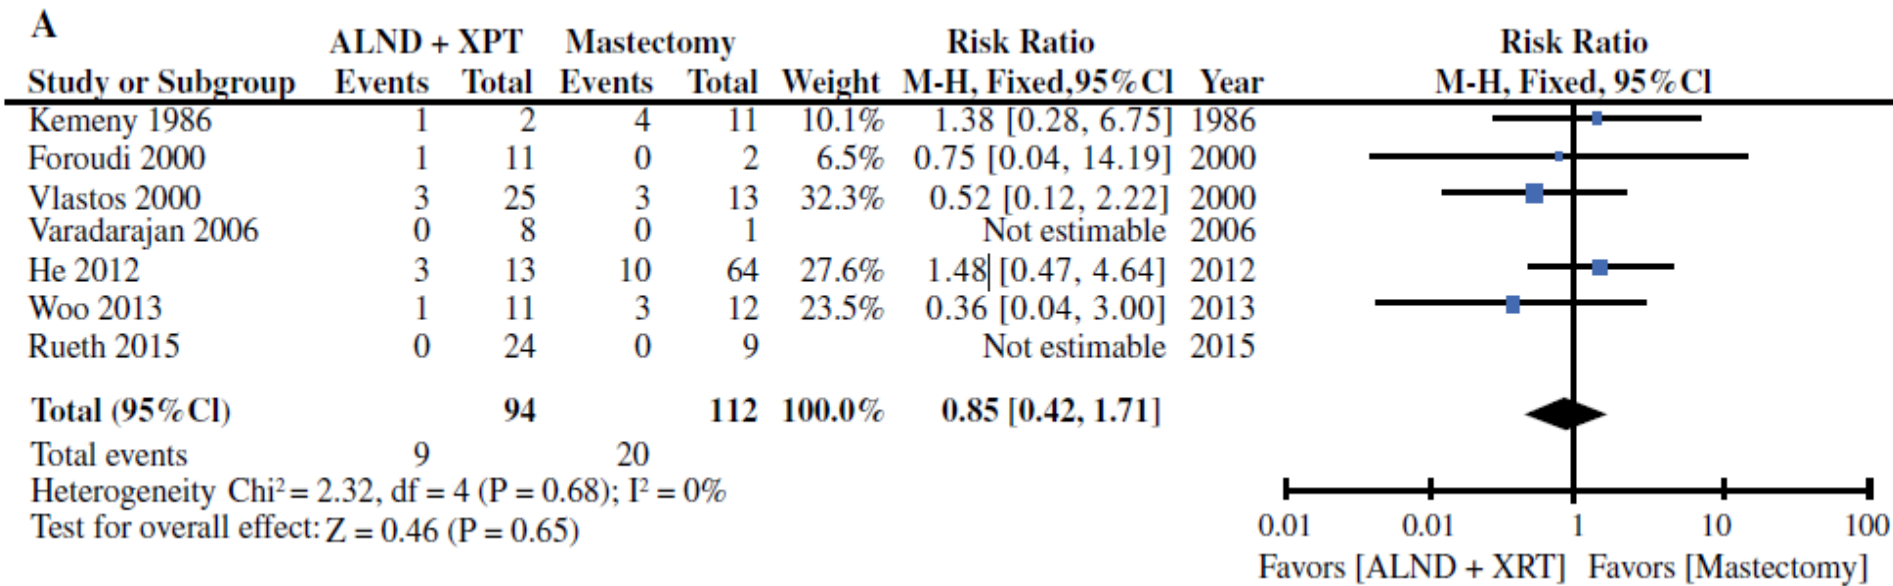 A
ALND + XPT Mastectomy Risk Ratio Risk Ratio
Study or Subgroup Events Total Events Total Weight M-H, Fixed,95%Cl Year M-H, Fixed, 95%Cl
Kemeny 1986 1 2 4 11 10.1% 1.38 [0.28, 6.75] 1986
Foroudi 2000 1 11 0 2 6.5% 0.75 [0.04, 14.19] 2000
Vlastos 2000 3 25 3 13 32.3% 0.52 [0.12, 2.22] 2000
Varadarajan 2006 0 8 0 1 Not estimable 2006
He 2012 3 13 10 64 27.6% 1.48 [0.47, 4.64] 2012
Woo 2013 1 11 3 12 23.5% 0.36 [0.04, 3.00] 2013
Rueth 2015 0 24 0 9 Not estimable 2015
Total (95%Cl) 94 112 100.0% 0.85 [0.42, 1.71]
Total events 9 20
Heterogeneity Chi² = 2.32, df = 4 (P = 0.68); I² = 0%
Test for overall effect: Z = 0.46 (P = 0.65)
0.01 0.01 1 10 100
Favors [ALND + XRT] Favors [Mastectomy]